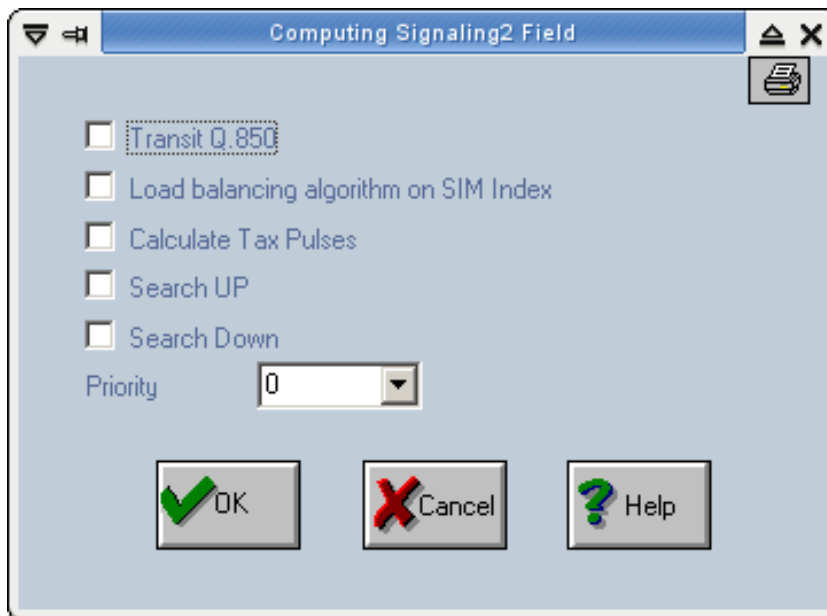 Computing Signaling2 Field
Transit Q.850
Load balancing algorithm on SIM Index
Calculate Tax Pulses
Search UP
Search Down
Priority 0
OK Cancel Help